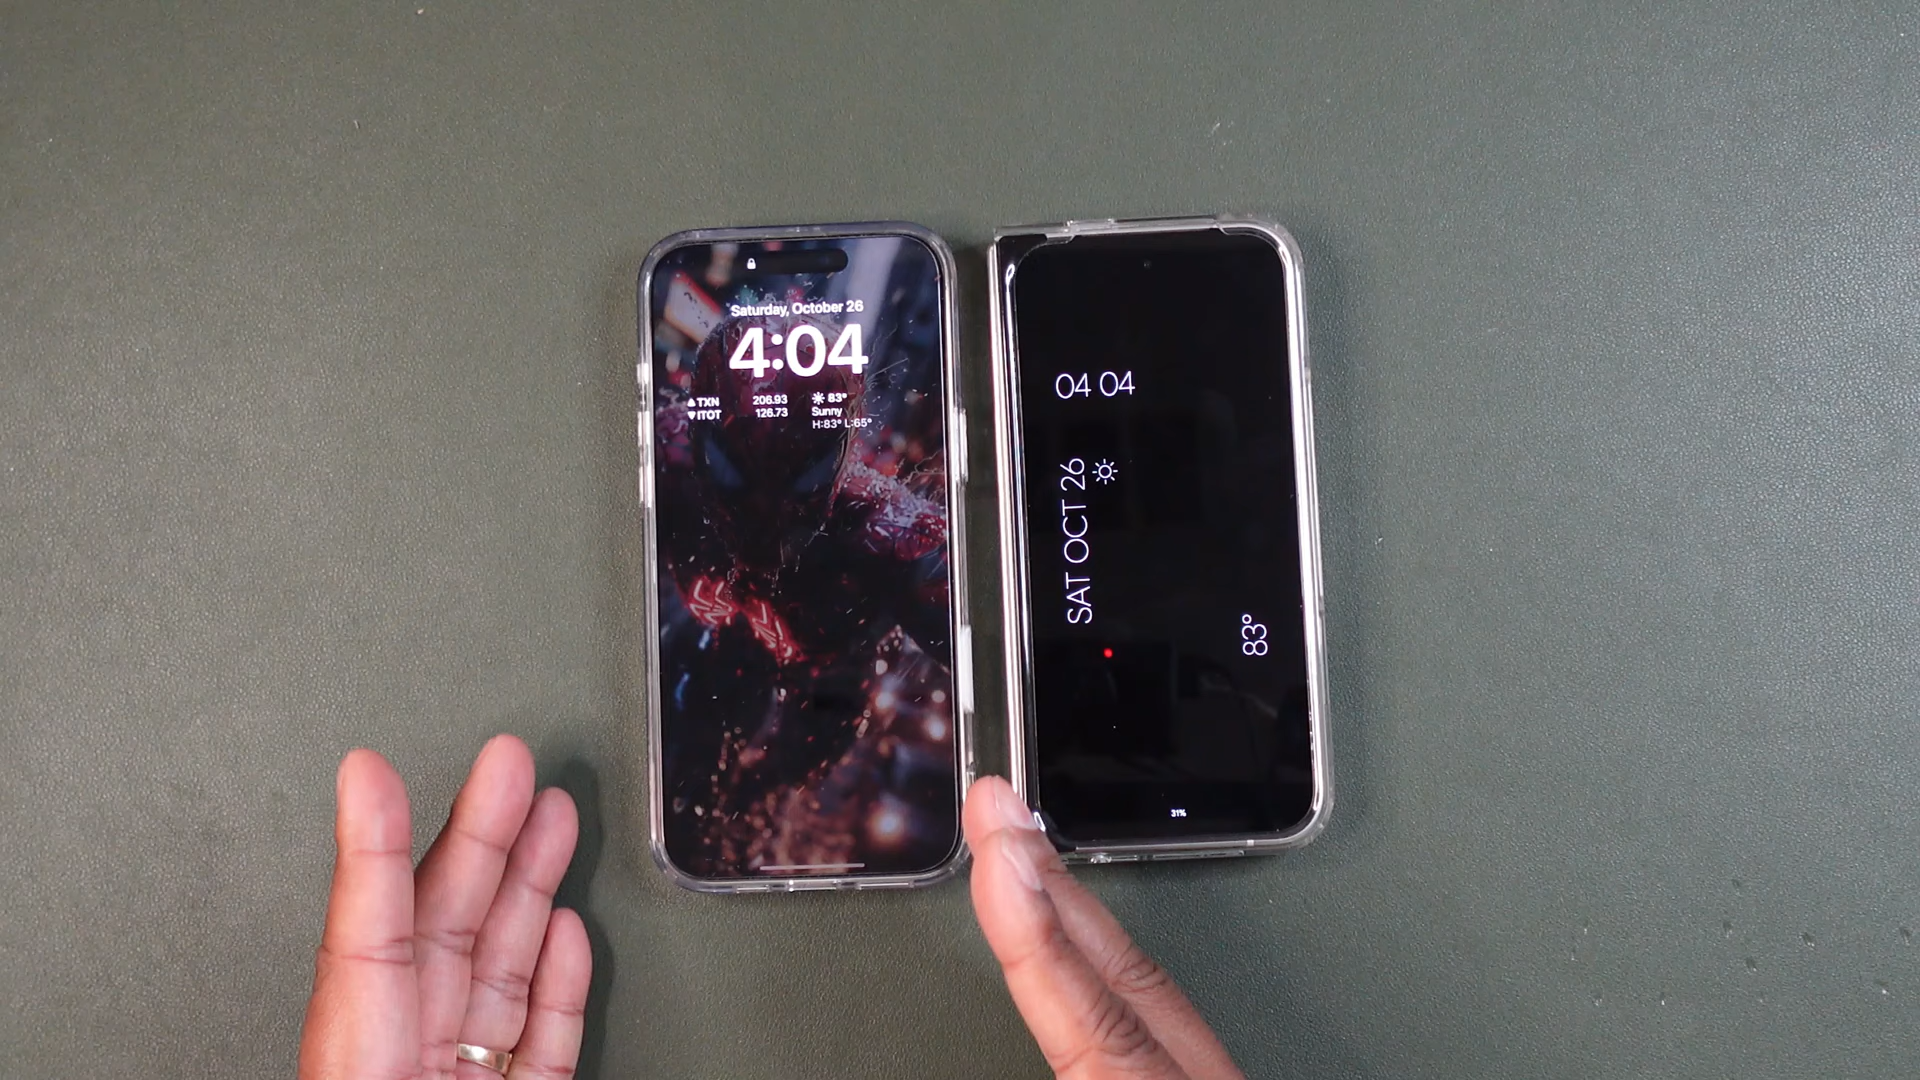 Saturday, October 26
4:04
▲TXN 206.93
▼ITOT 126.73
83°
Sunny
H:83° L:65°
04 04
SAT OCT 26
83°
31%